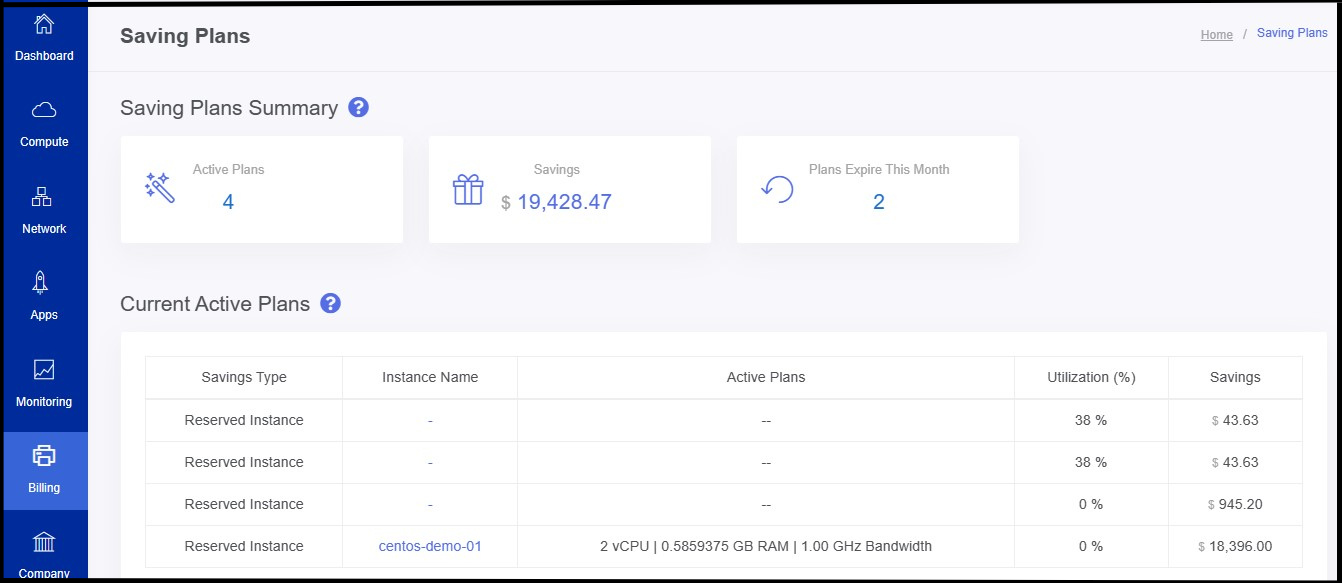 Dashboard
Compute
Network
Apps
Monitoring
Billing
Company
Saving Plans
Home / Saving Plans
Saving Plans Summary ?
Active Plans
4
Savings
$ 19,428.47
Plans Expire This Month
2
Current Active Plans ?
Savings Type Instance Name Active Plans Utilization (%) Savings
Reserved Instance - -- 38 % $ 43.63
Reserved Instance - -- 38 % $ 43.63
Reserved Instance - -- 0 % $ 945.20
Reserved Instance centos-demo-01 2 vCPU | 0.5859375 GB RAM | 1.00 GHz Bandwidth 0 % $ 18,396.00